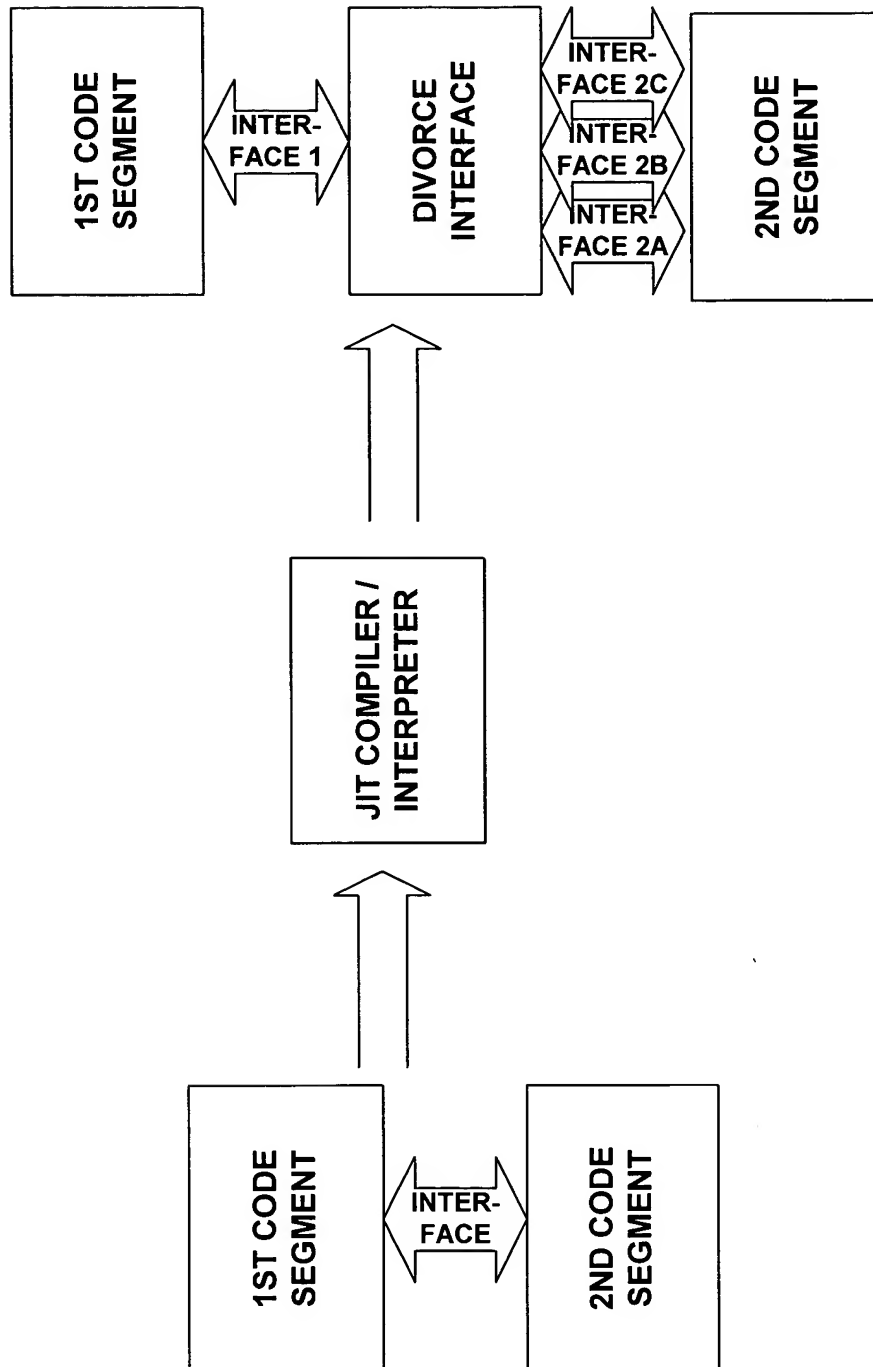 1ST CODE
SEGMENT
INTER-
FACE 1
DIVORCE
INTERFACE
INTER-
FACE 2C
INTER-
FACE 2B
INTER-
FACE 2A
2ND CODE
SEGMENT
JIT COMPILER /
INTERPRETER
1ST CODE
SEGMENT
INTER-
FACE
2ND CODE
SEGMENT